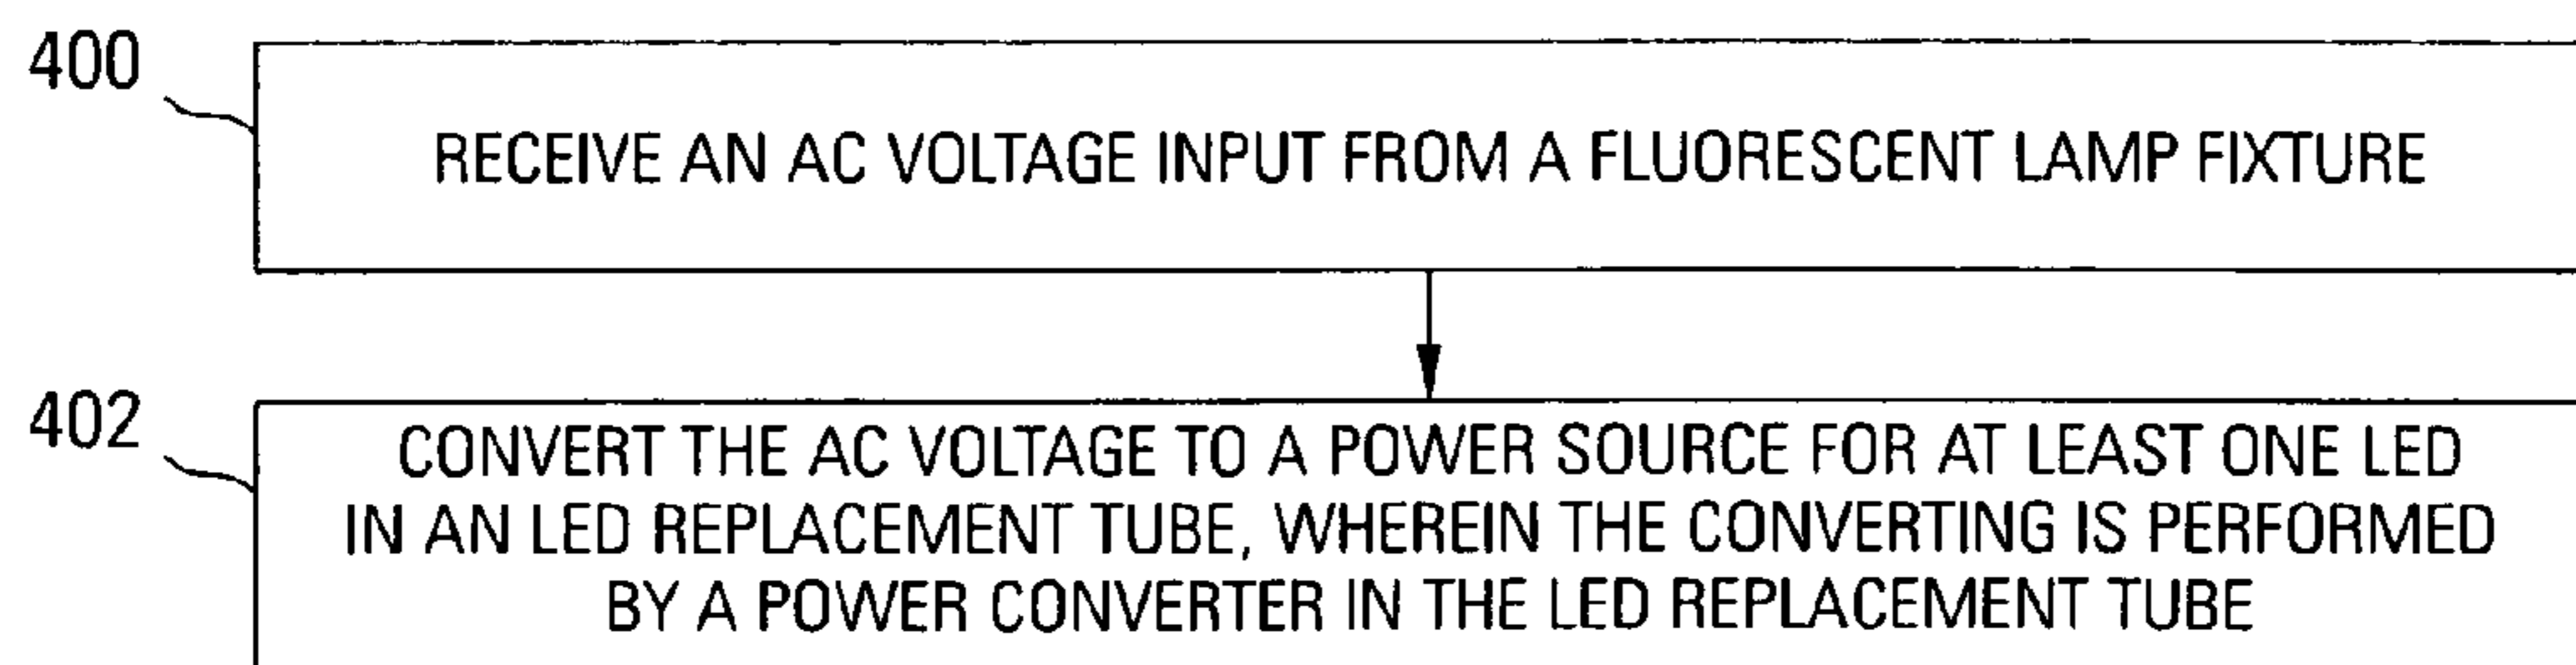 400
RECEIVE AN AC VOLTAGE INPUT FROM A FLUORESCENT LAMP FIXTURE
402
CONVERT THE AC VOLTAGE TO A POWER SOURCE FOR AT LEAST ONE LED
IN AN LED REPLACEMENT TUBE, WHEREIN THE CONVERTING IS PERFORMED
BY A POWER CONVERTER IN THE LED REPLACEMENT TUBE